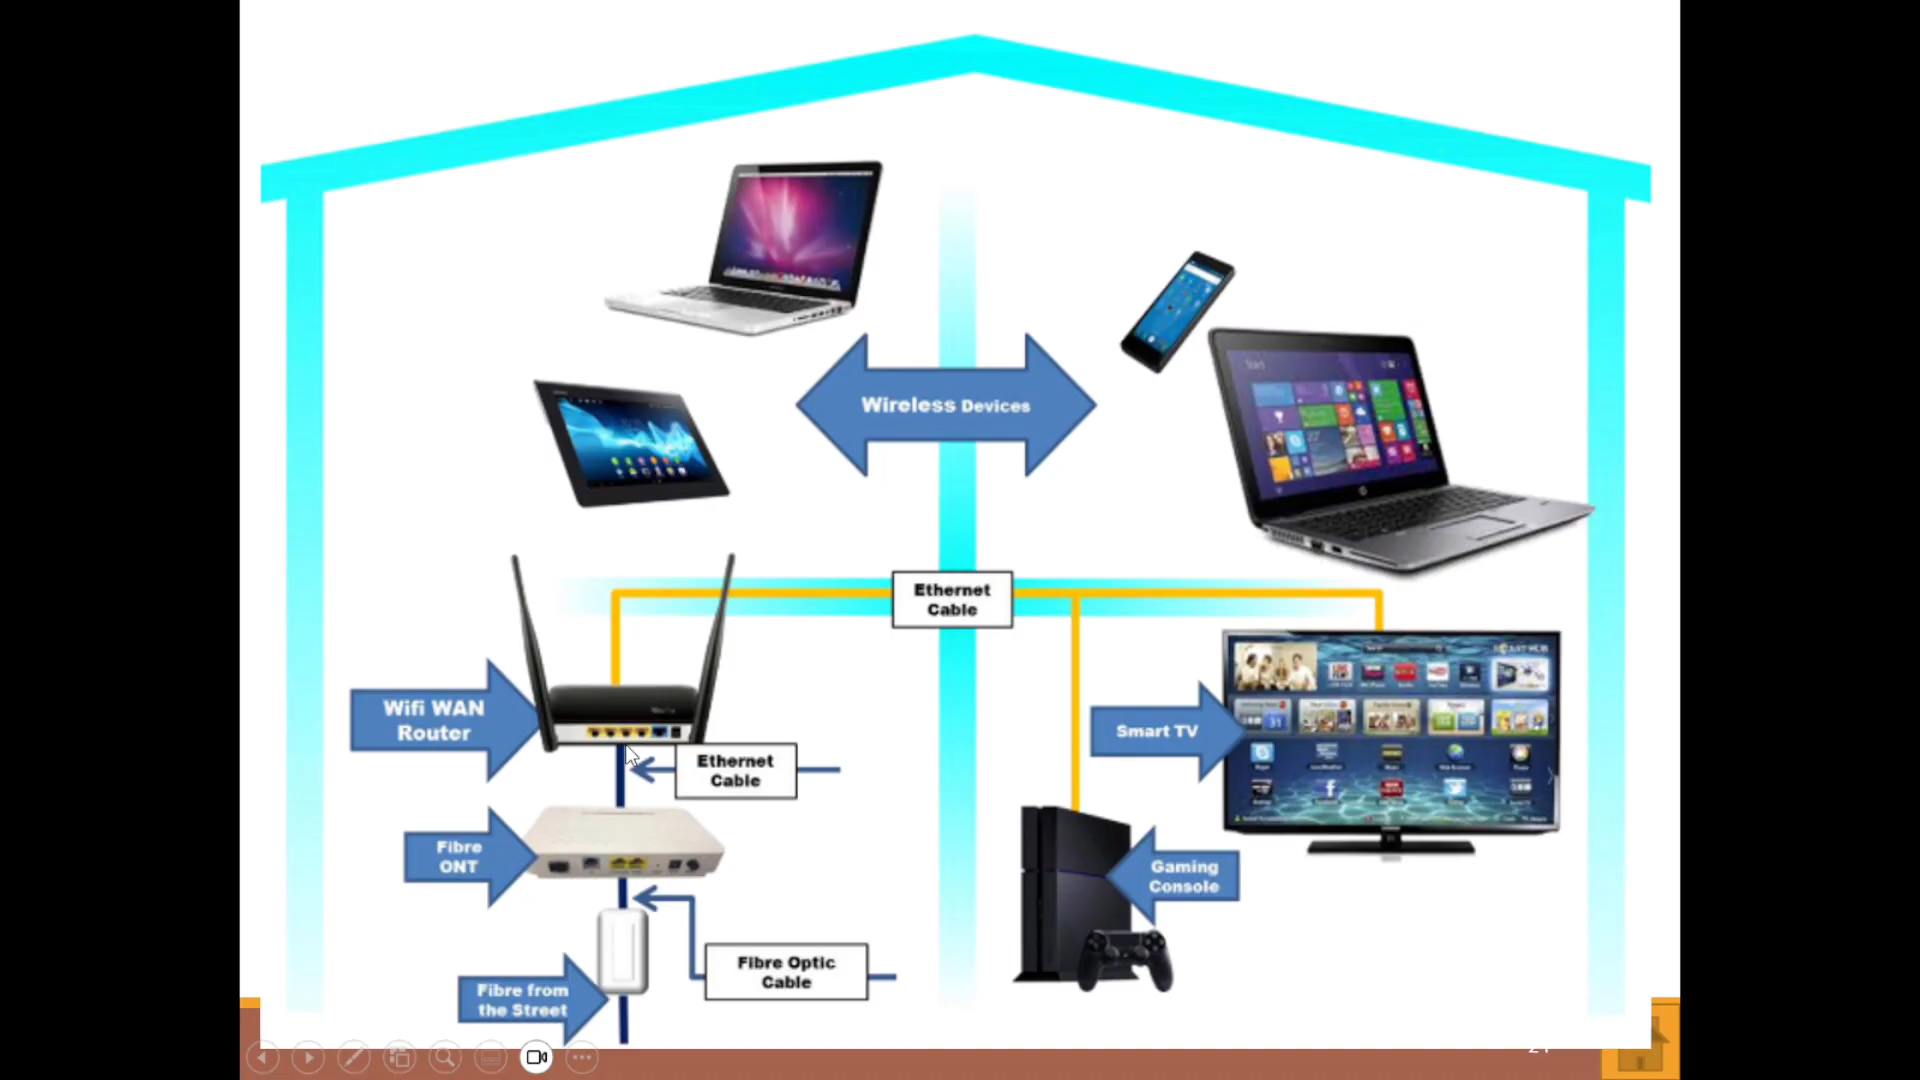 Wireless Devices
Start
Ethernet
Cable
Wifi WAN
Router
Ethernet
Cable
Smart TV
Fibre
ONT
Gaming
Console
Fibre Optic
Cable
Fibre from
the Street